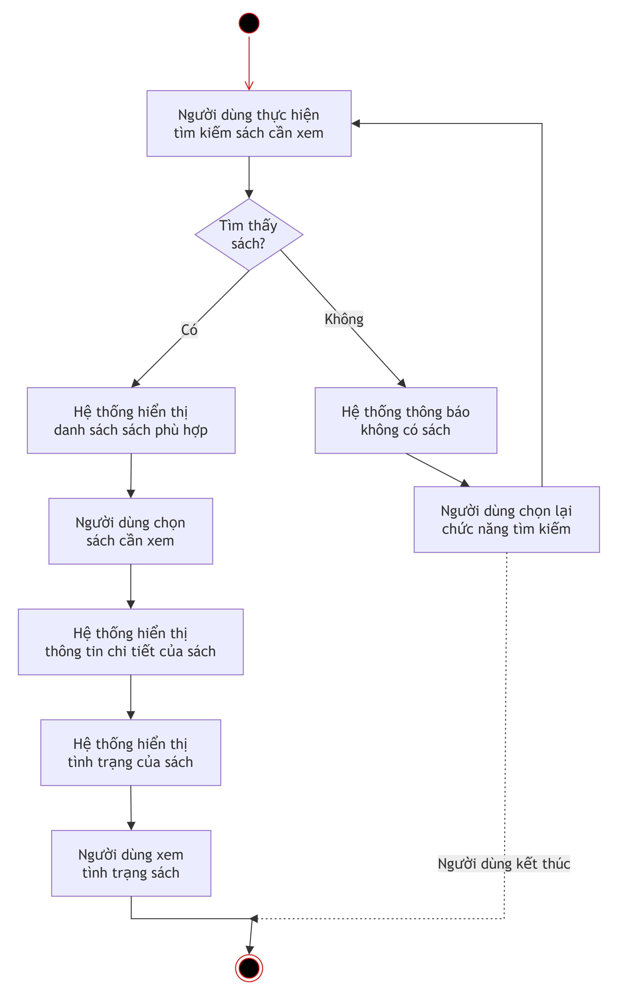 Người dùng thực hiện
tìm kiếm sách cần xem
Tìm thấy
sách?
Có
Không
Hệ thống hiển thị
danh sách sách phù hợp
Hệ thống thông báo
không có sách
Người dùng chọn
sách cần xem
Người dùng chọn lại
chức năng tìm kiếm
Hệ thống hiển thị
thông tin chi tiết của sách
Hệ thống hiển thị
tình trạng của sách
Người dùng xem
tình trạng sách
Người dùng kết thúc